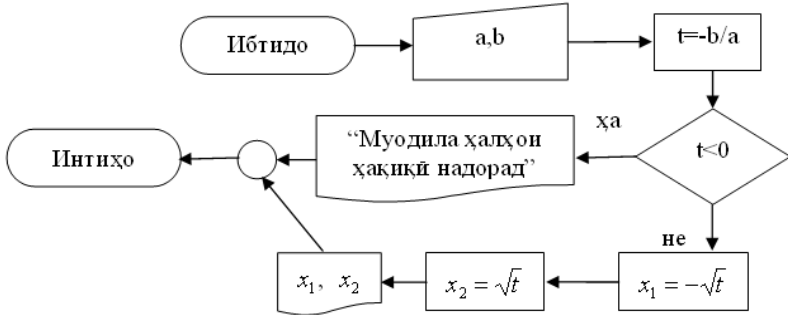 Ибтидо
a,b
t=-b/a
t<0
ҳа
“Муодила ҳалҳои
ҳақиқӣ надорад”
Интиҳо
не
x₁ = −√t
x₂ = √t
x₁, x₂